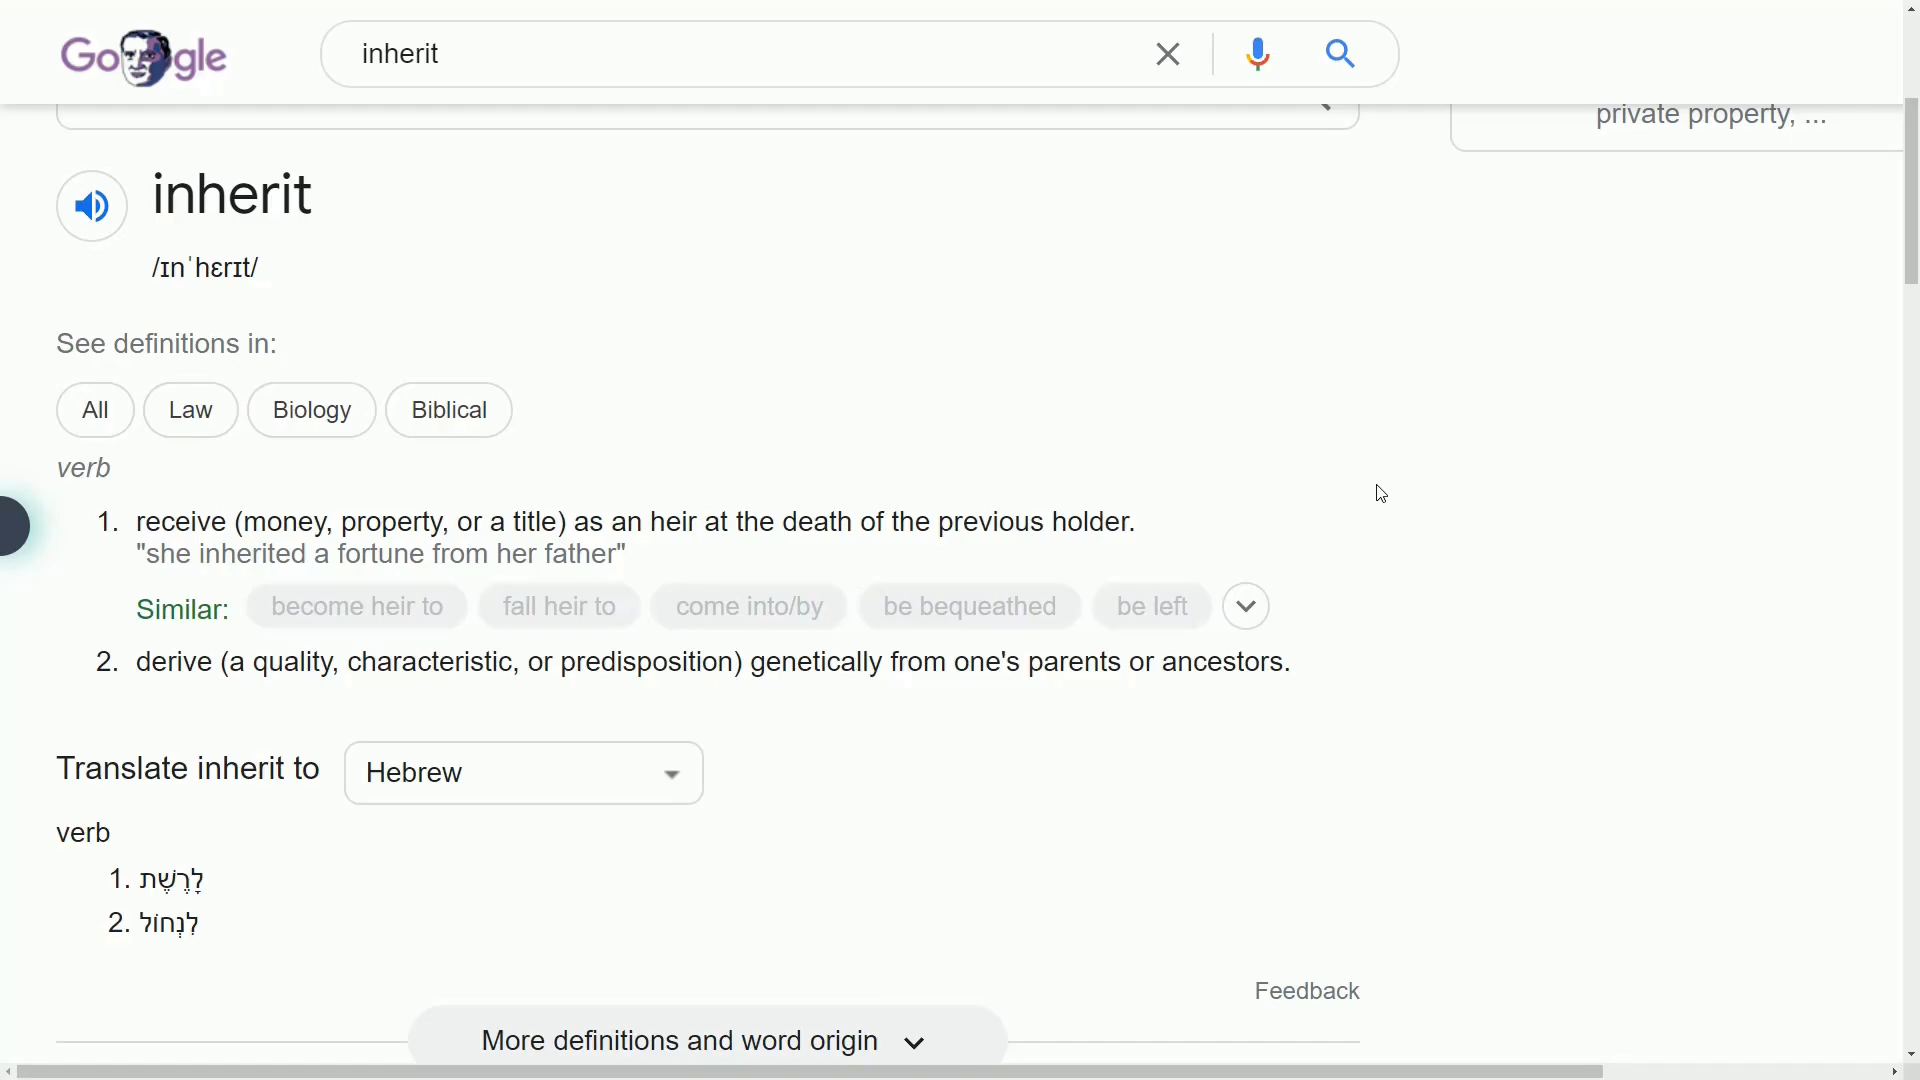 Google
inherit
private property, ...
inherit
/ɪnˈhɛrɪt/
See definitions in:
All Law Biology Biblical
verb
1. receive (money, property, or a title) as an heir at the death of the previous holder.
"she inherited a fortune from her father"
Similar: become heir to fall heir to come into/by be bequeathed be left
2. derive (a quality, characteristic, or predisposition) genetically from one's parents or ancestors.
Translate inherit to Hebrew
verb
1. לָרֶשֶׁת
2. לִנְחוֹל
Feedback
More definitions and word origin